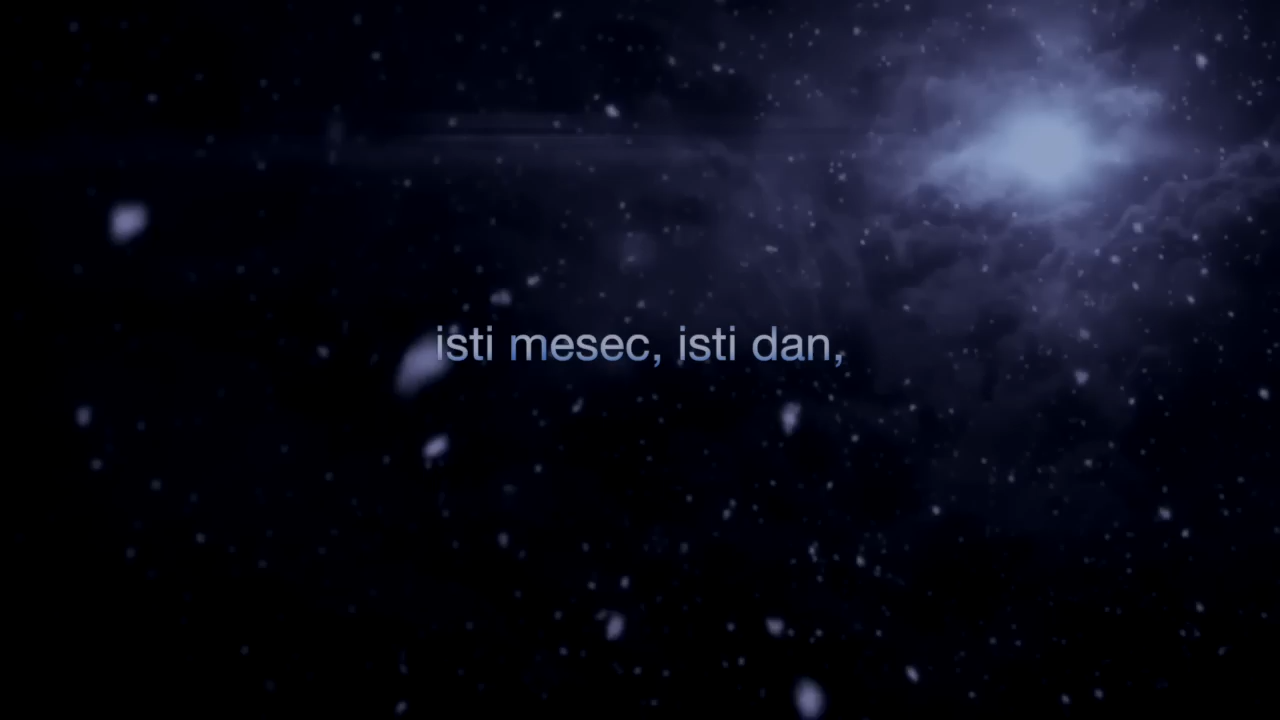 isti mesec, isti dan,